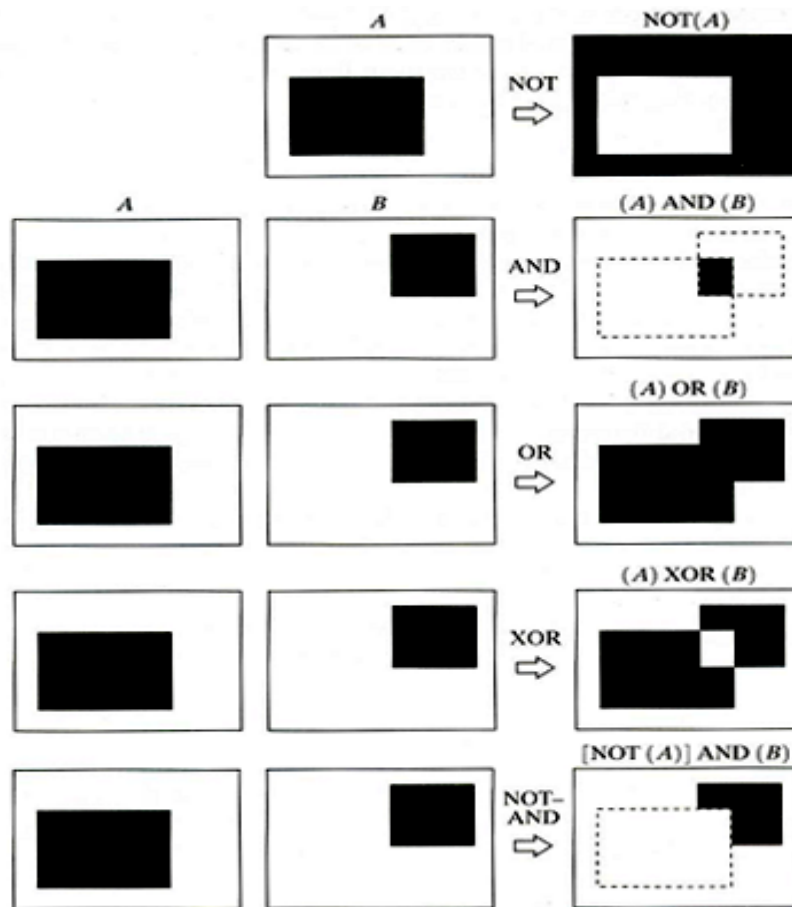 A NOT(A)
NOT
A B (A) AND (B)
AND
(A) OR (B)
OR
(A) XOR (B)
XOR
[NOT (A)] AND (B)
NOT–
AND